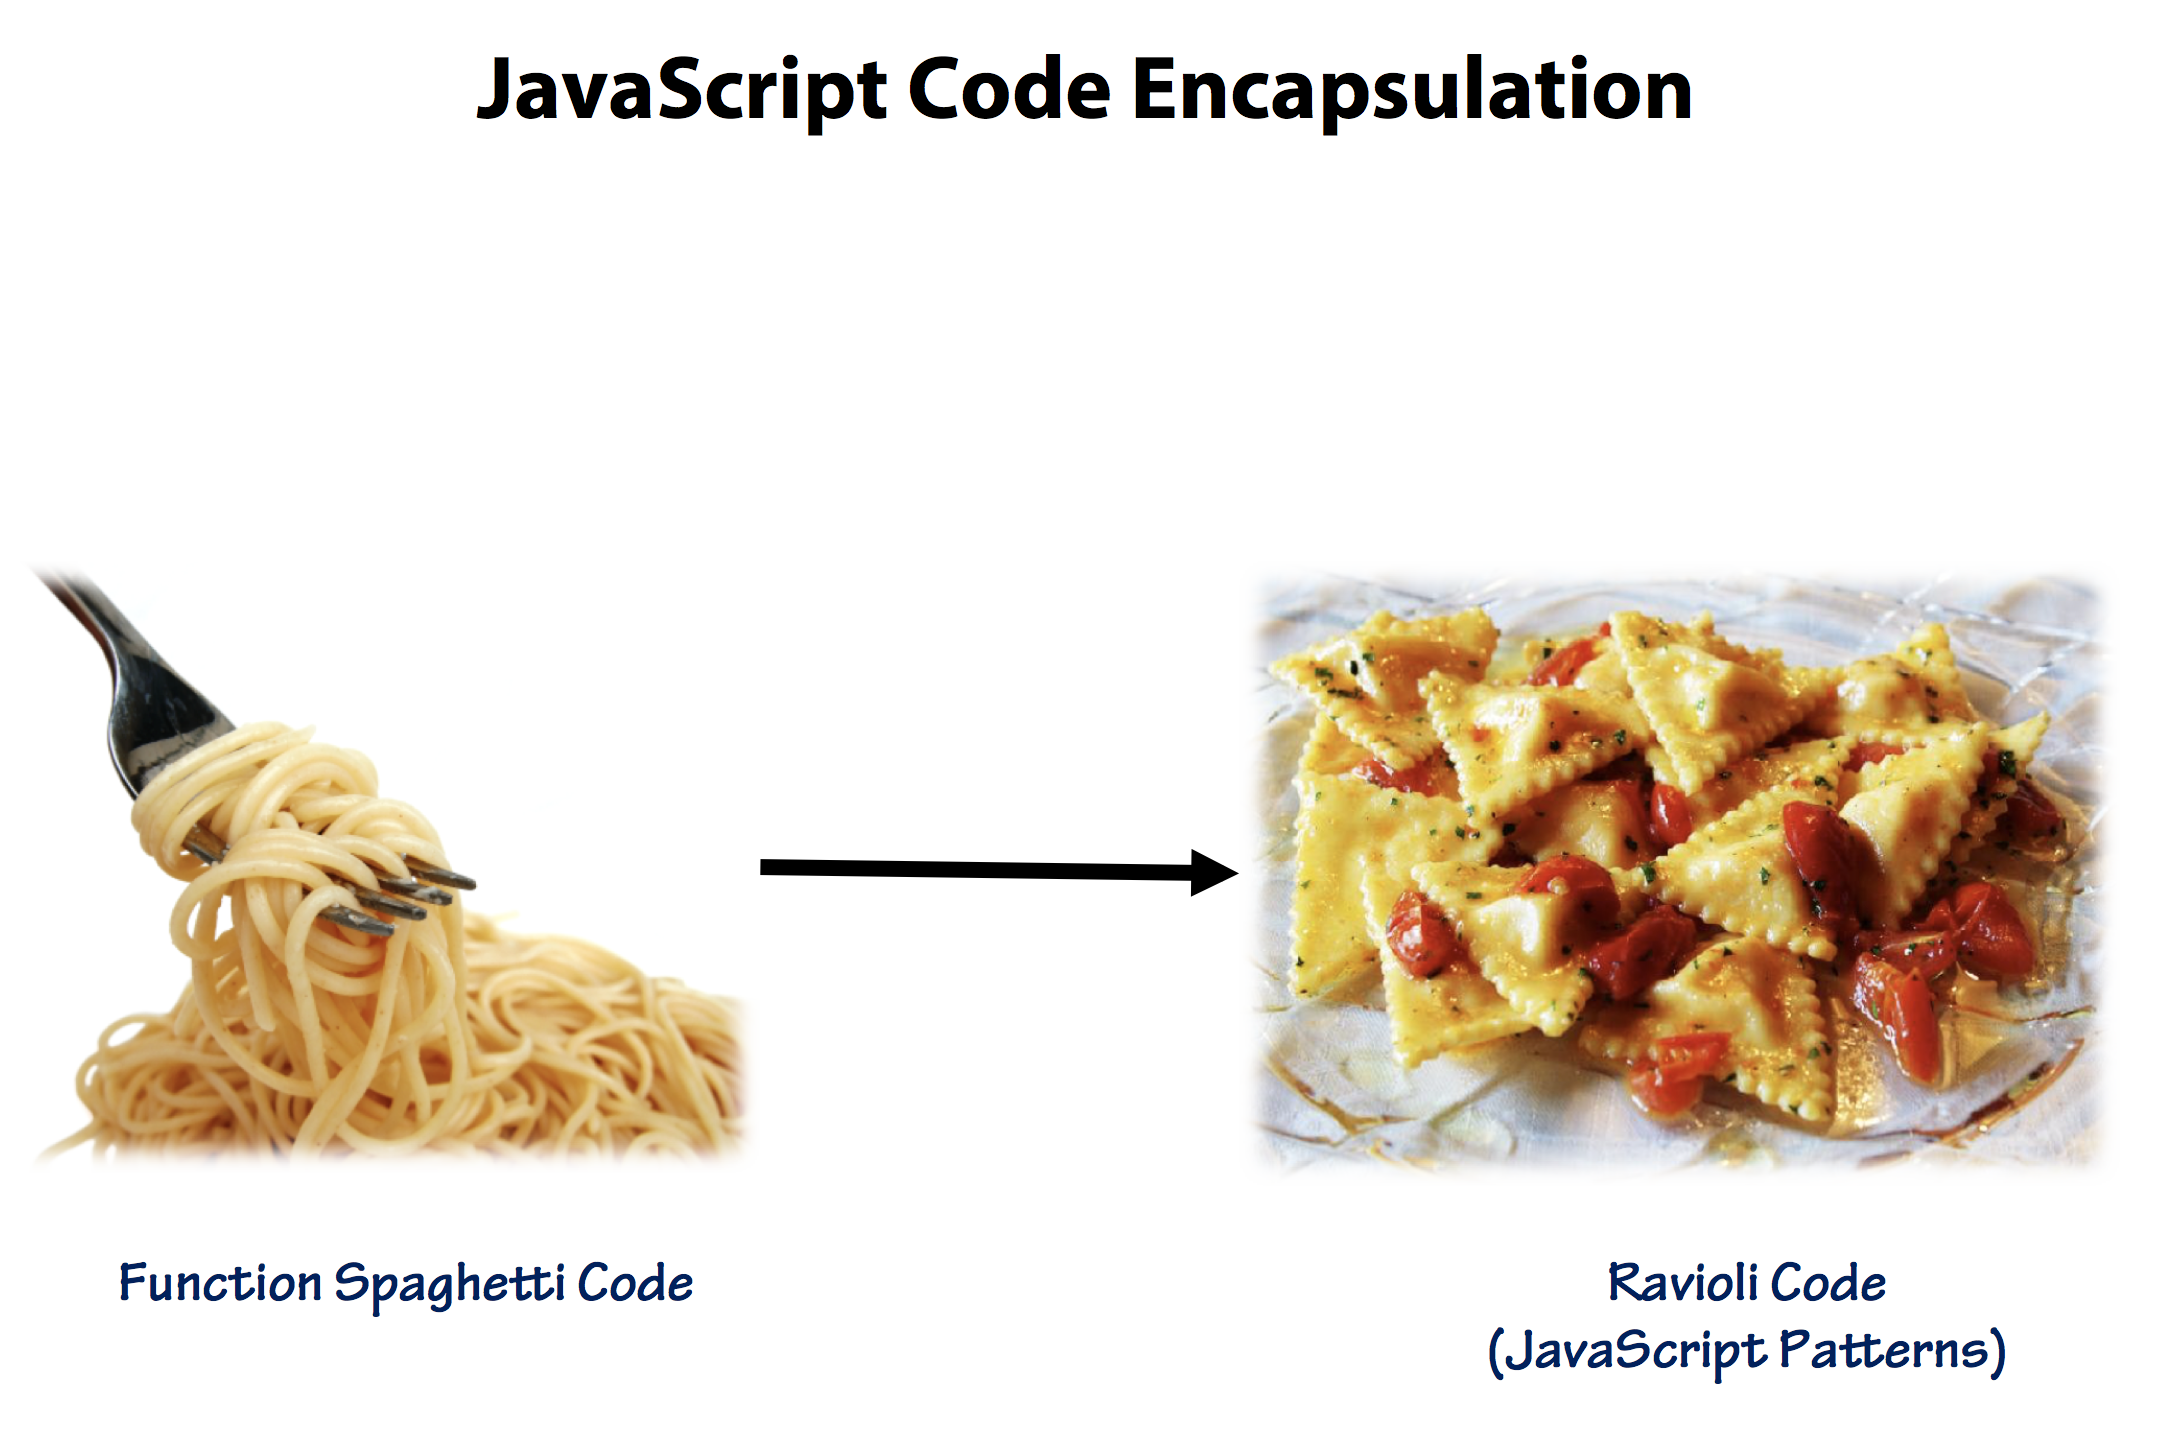 JavaScript Code Encapsulation
Function Spaghetti Code
Ravioli Code
(JavaScript Patterns)